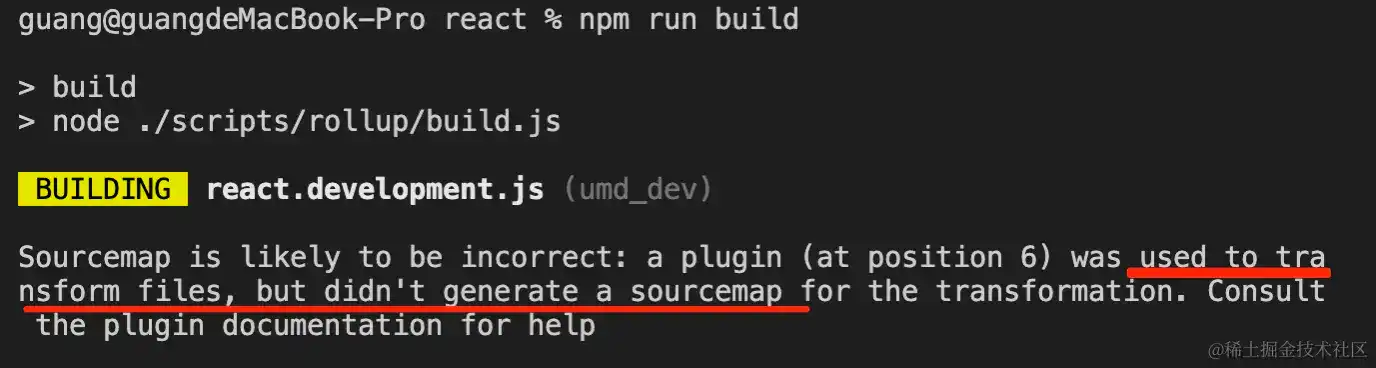 guang@guangdeMacBook-Pro react % npm run build
> build
> node ./scripts/rollup/build.js
BUILDING react.development.js (umd_dev)
Sourcemap is likely to be incorrect: a plugin (at position 6) was used to tra
nsform files, but didn't generate a sourcemap for the transformation. Consult
the plugin documentation for help
@稀土掘金技术社区